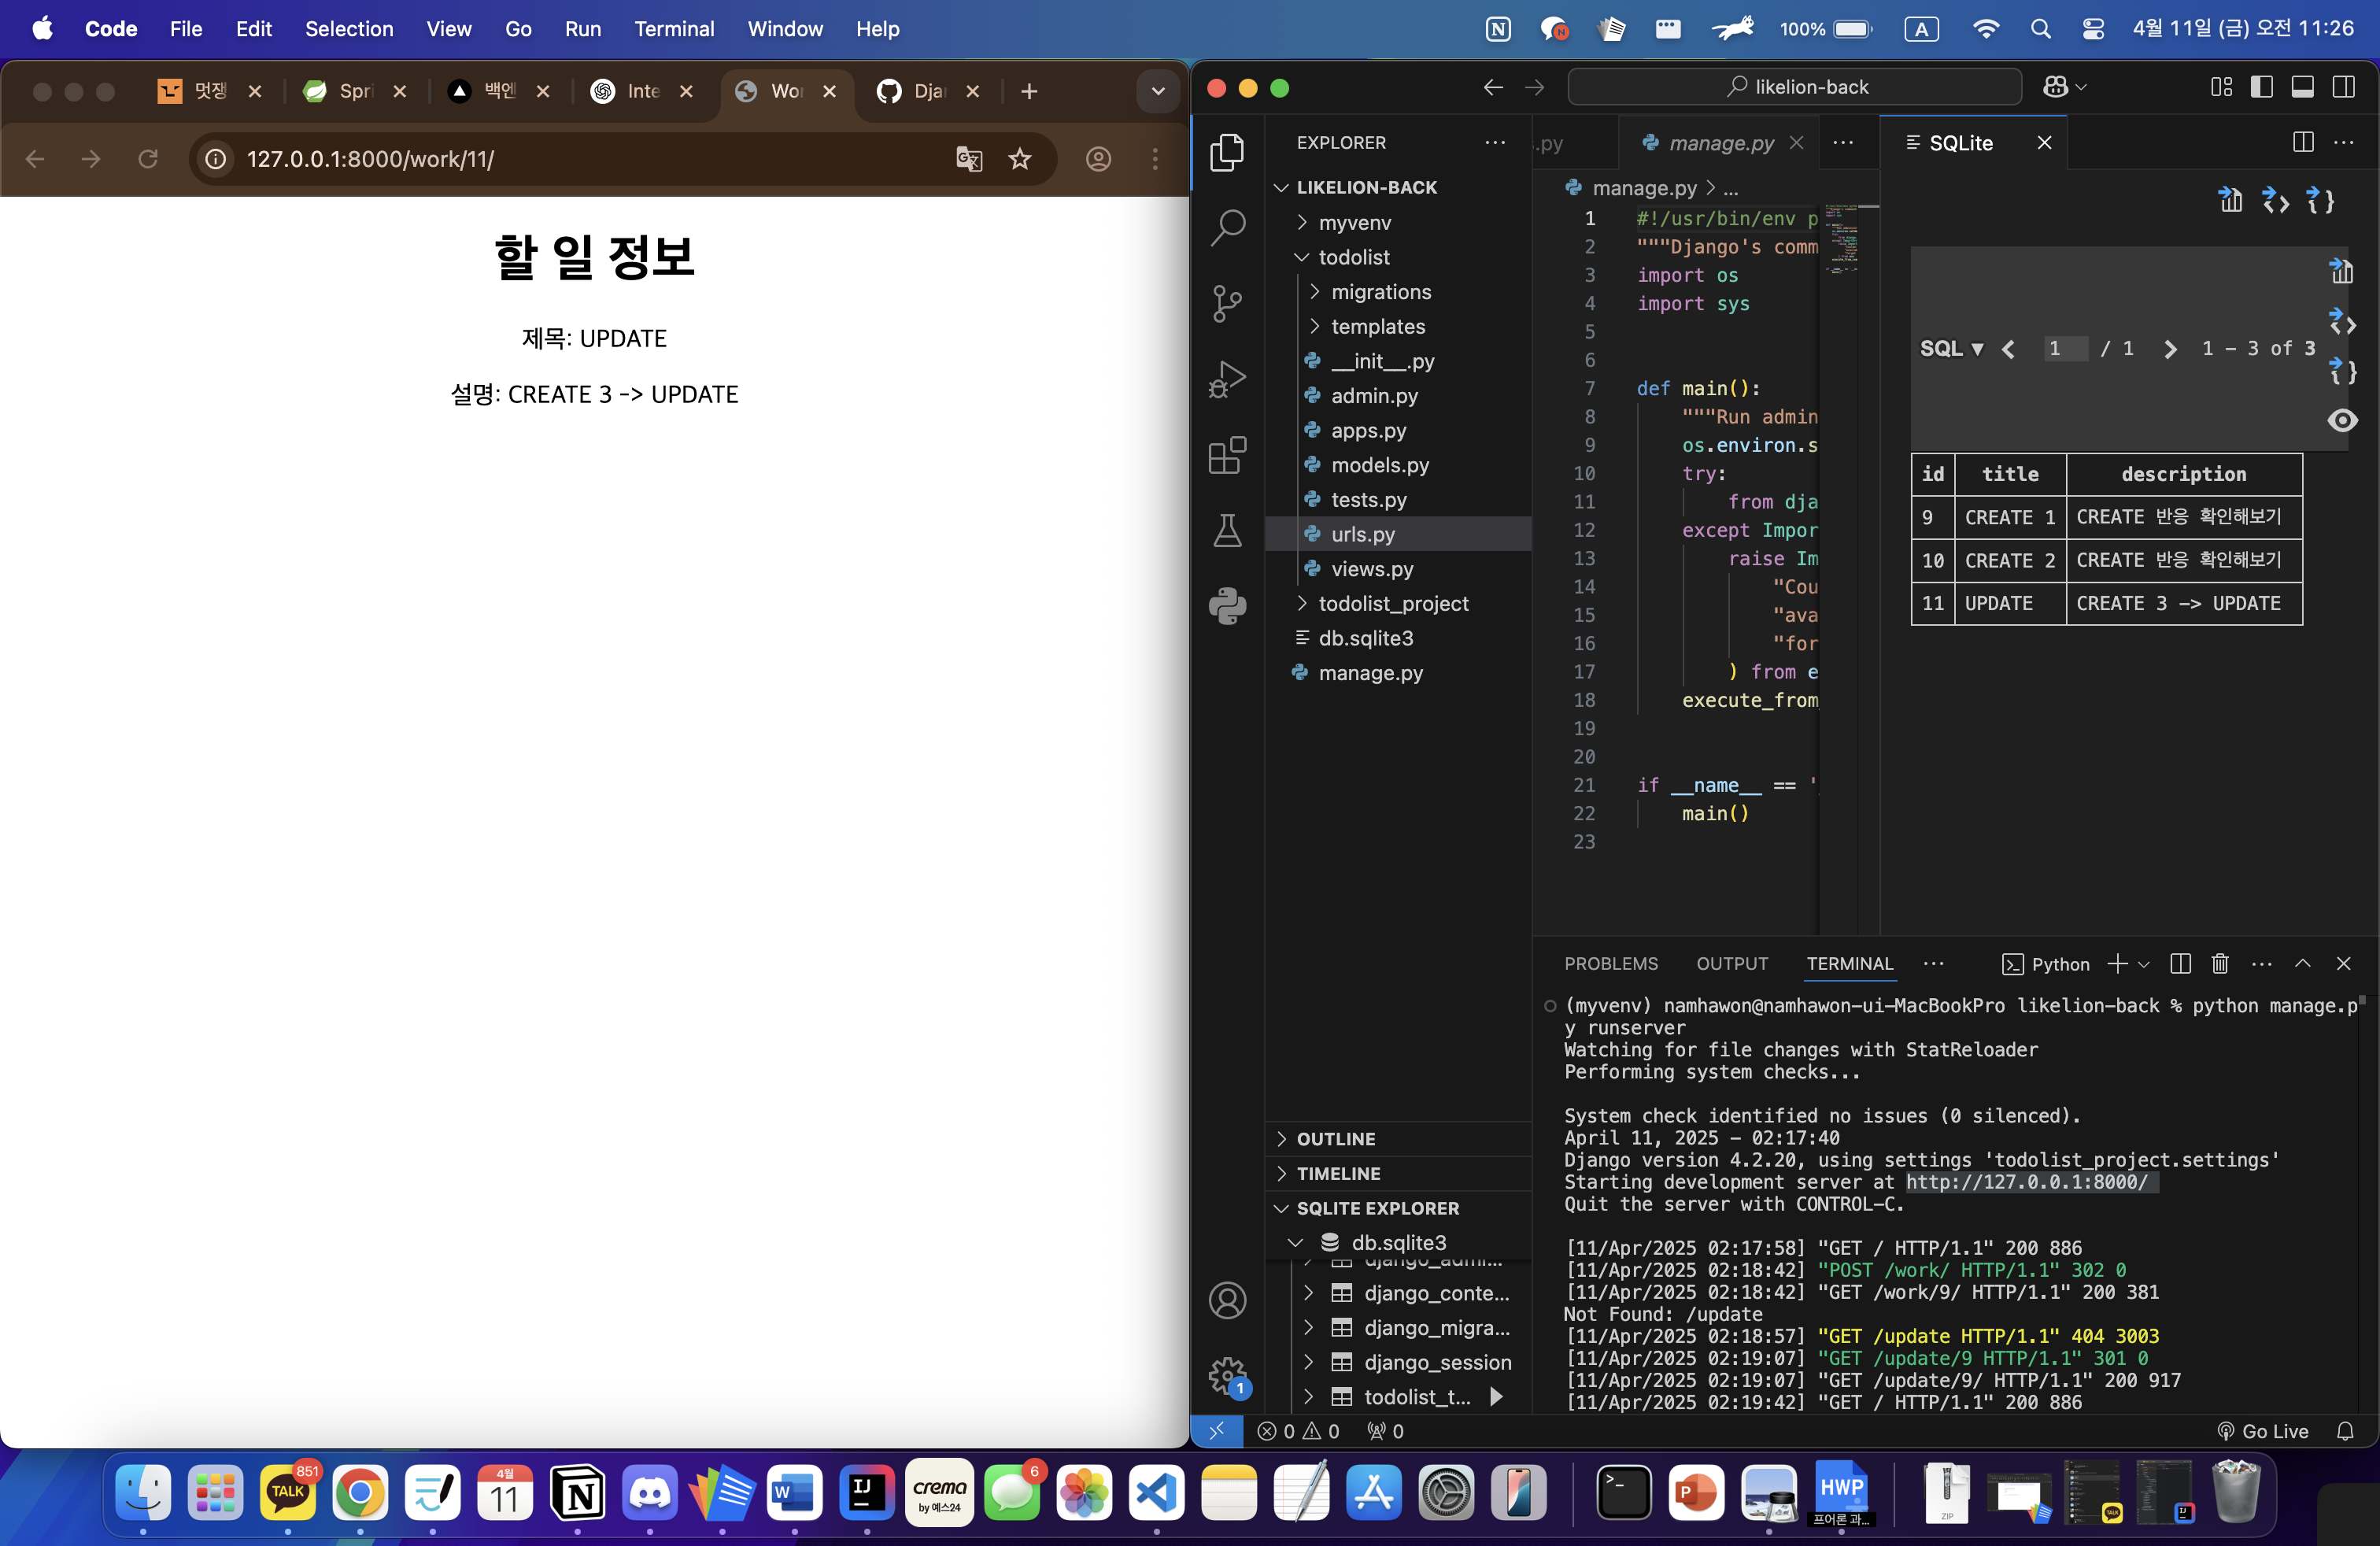 Code File Edit Selection View Go Run Terminal Window Help
100% A 4월 11일 (금) 오전 11:26
멋쟁 Spri 백엔 Inte Wor Djan
127.0.0.1:8000/work/11/
할 일 정보
제목: UPDATE
설명: CREATE 3 -> UPDATE
likelion-back
EXPLORER
LIKELION-BACK
myvenv
todolist
migrations
templates
__init__.py
admin.py
apps.py
models.py
tests.py
urls.py
views.py
todolist_project
db.sqlite3
manage.py
OUTLINE
TIMELINE
SQLITE EXPLORER
db.sqlite3
django_admi...
django_conte...
django_migra...
django_session
todolist_t...
.py manage.py
manage.py > ...
1 #!/usr/bin/env p
2 """Django's comm
3 import os
4 import sys
5
6
7 def main():
8 """Run admin
9 os.environ.s
10 try:
11 from dja
12 except Impor
13 raise Im
14 "Cou
15 "ava
16 "for
17 ) from e
18 execute_from
19
20
21 if __name__ == '
22 main()
23
SQLite
SQL ▼ < 1 / 1 > 1 - 3 of 3
id title description
9 CREATE 1 CREATE 반응 확인해보기
10 CREATE 2 CREATE 반응 확인해보기
11 UPDATE CREATE 3 -> UPDATE
PROBLEMS OUTPUT TERMINAL ... Python
(myvenv) namhawon@namhawon-ui-MacBookPro likelion-back % python manage.p
y runserver
Watching for file changes with StatReloader
Performing system checks...
System check identified no issues (0 silenced).
April 11, 2025 - 02:17:40
Django version 4.2.20, using settings 'todolist_project.settings'
Starting development server at http://127.0.0.1:8000/
Quit the server with CONTROL-C.
[11/Apr/2025 02:17:58] "GET / HTTP/1.1" 200 886
[11/Apr/2025 02:18:42] "POST /work/ HTTP/1.1" 302 0
[11/Apr/2025 02:18:42] "GET /work/9/ HTTP/1.1" 200 381
Not Found: /update
[11/Apr/2025 02:18:57] "GET /update HTTP/1.1" 404 3003
[11/Apr/2025 02:19:07] "GET /update/9 HTTP/1.1" 301 0
[11/Apr/2025 02:19:07] "GET /update/9/ HTTP/1.1" 200 917
[11/Apr/2025 02:19:42] "GET / HTTP/1.1" 200 886
1
0 0 0 Go Live
851 TALK
4월 11
N
W
IJ
crema by 예스24
6
P
HWP
프어론 과...
ZIP